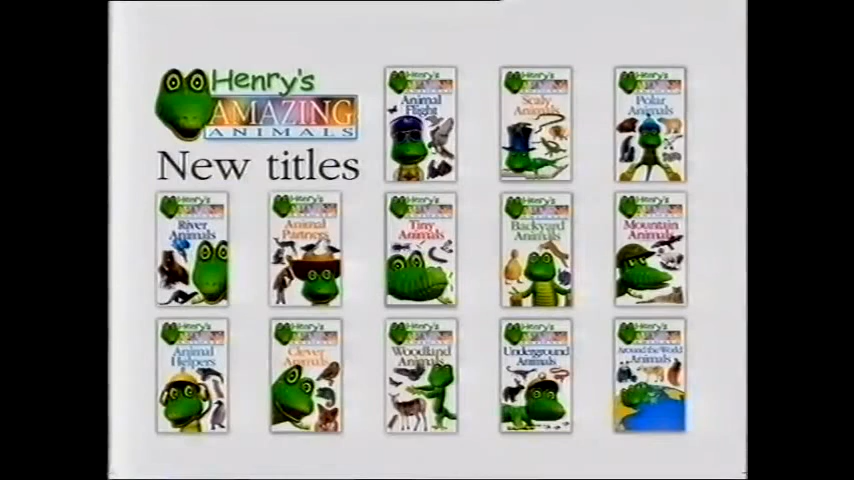 Henry's
AMAZING
ANIMALS
New titles
Henry's
Animal
Flight
Henry's
Scaly
Animals
Henry's
Polar
Animals
Henry's
River
Animals
Henry's
Animal
Partners
Henry's
Tiny
Animals
Henry's
Backyard
Animals
Henry's
Mountain
Animals
Henry's
Animal
Helpers
Henry's
Clever
Animals
Henry's
Woodland
Animals
Henry's
Underground
Animals
Henry's
Around the World
Animals